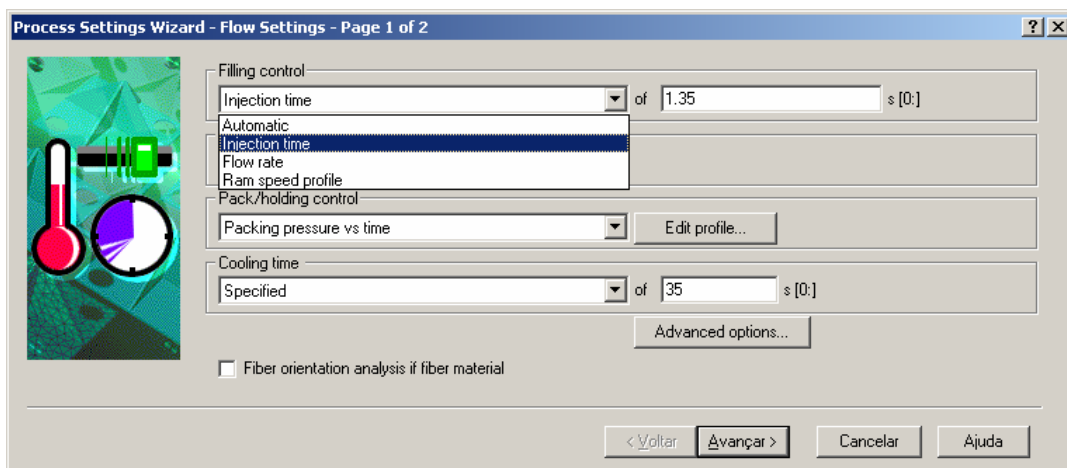 Process Settings Wizard - Flow Settings - Page 1 of 2
Filling control
Injection time of 1.35 s [0:]
Automatic
Injection time
Flow rate
Ram speed profile
Pack/holding control
Packing pressure vs time Edit profile...
Cooling time
Specified of 35 s [0:]
Advanced options...
Fiber orientation analysis if fiber material
< Voltar Avançar > Cancelar Ajuda